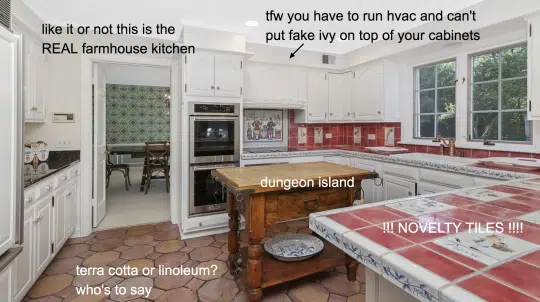 like it or not this is the
REAL farmhouse kitchen
tfw you have to run hvac and can't
put fake ivy on top of your cabinets
dungeon island
!!! NOVELTY TILES !!!!
terra cotta or linoleum?
who's to say